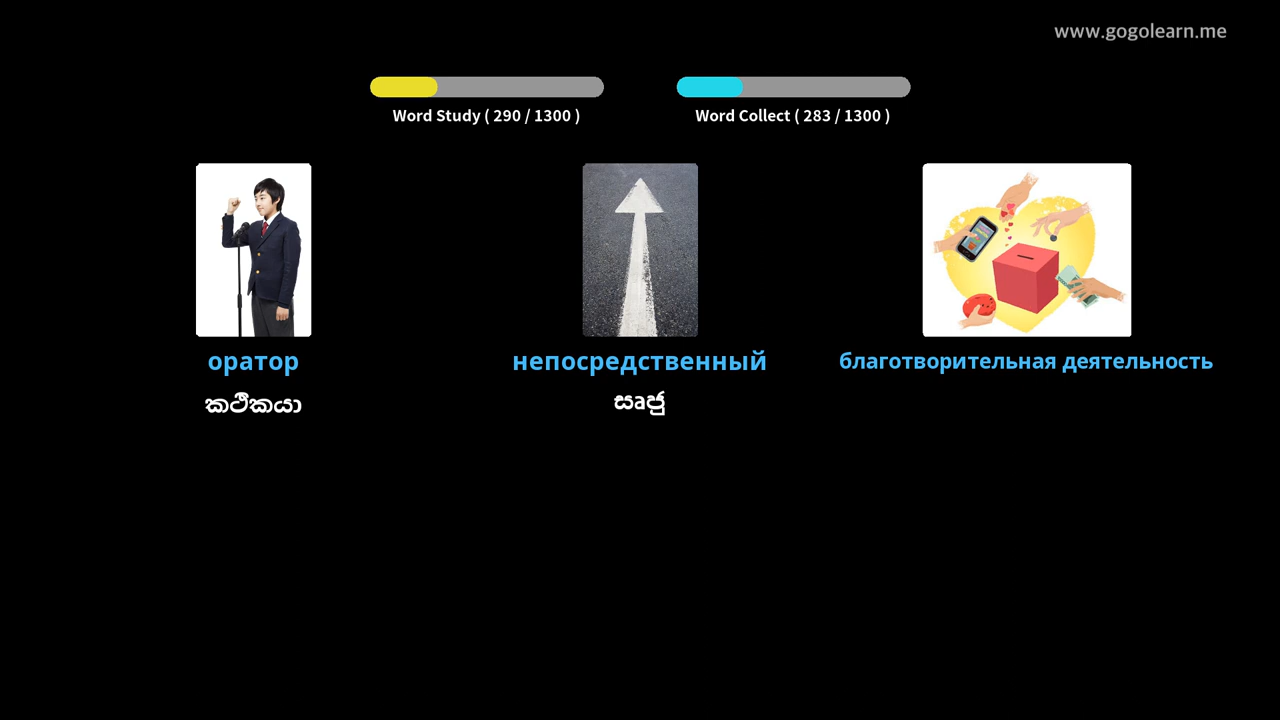 www.gogolearn.me
Word Study ( 290 / 1300 )
Word Collect ( 283 / 1300 )
оратор
непосредственный
благотворительная деятельность
කථිකයා
සෘජු